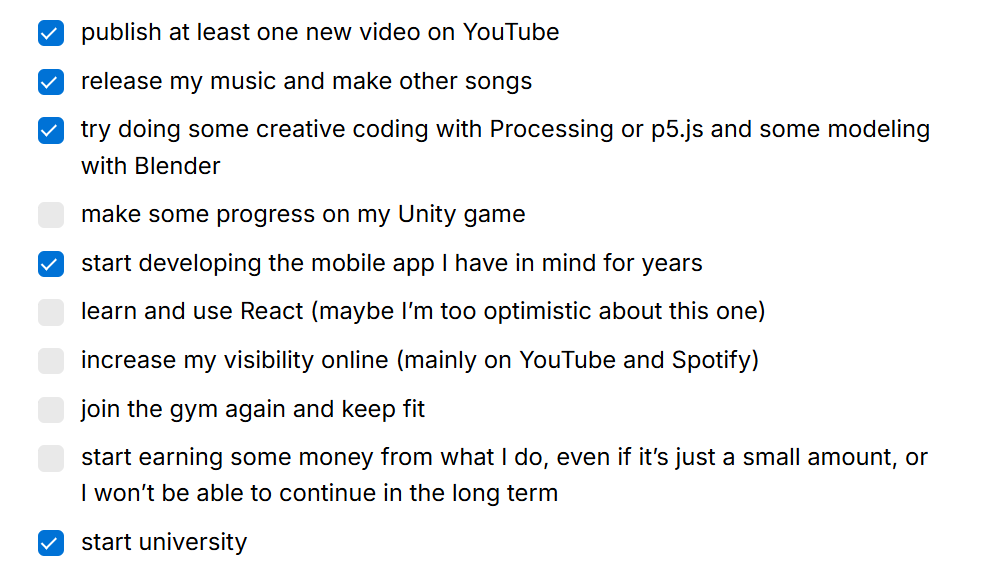 publish at least one new video on YouTube
release my music and make other songs
try doing some creative coding with Processing or p5.js and some modeling
with Blender
make some progress on my Unity game
start developing the mobile app I have in mind for years
learn and use React (maybe I’m too optimistic about this one)
increase my visibility online (mainly on YouTube and Spotify)
join the gym again and keep fit
start earning some money from what I do, even if it’s just a small amount, or
I won’t be able to continue in the long term
start university